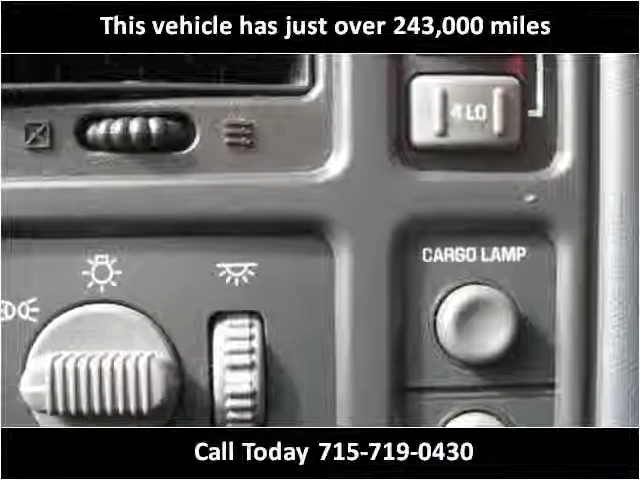 This vehicle has just over 243,000 miles
4 LO
CARGO LAMP
Call Today 715-719-0430